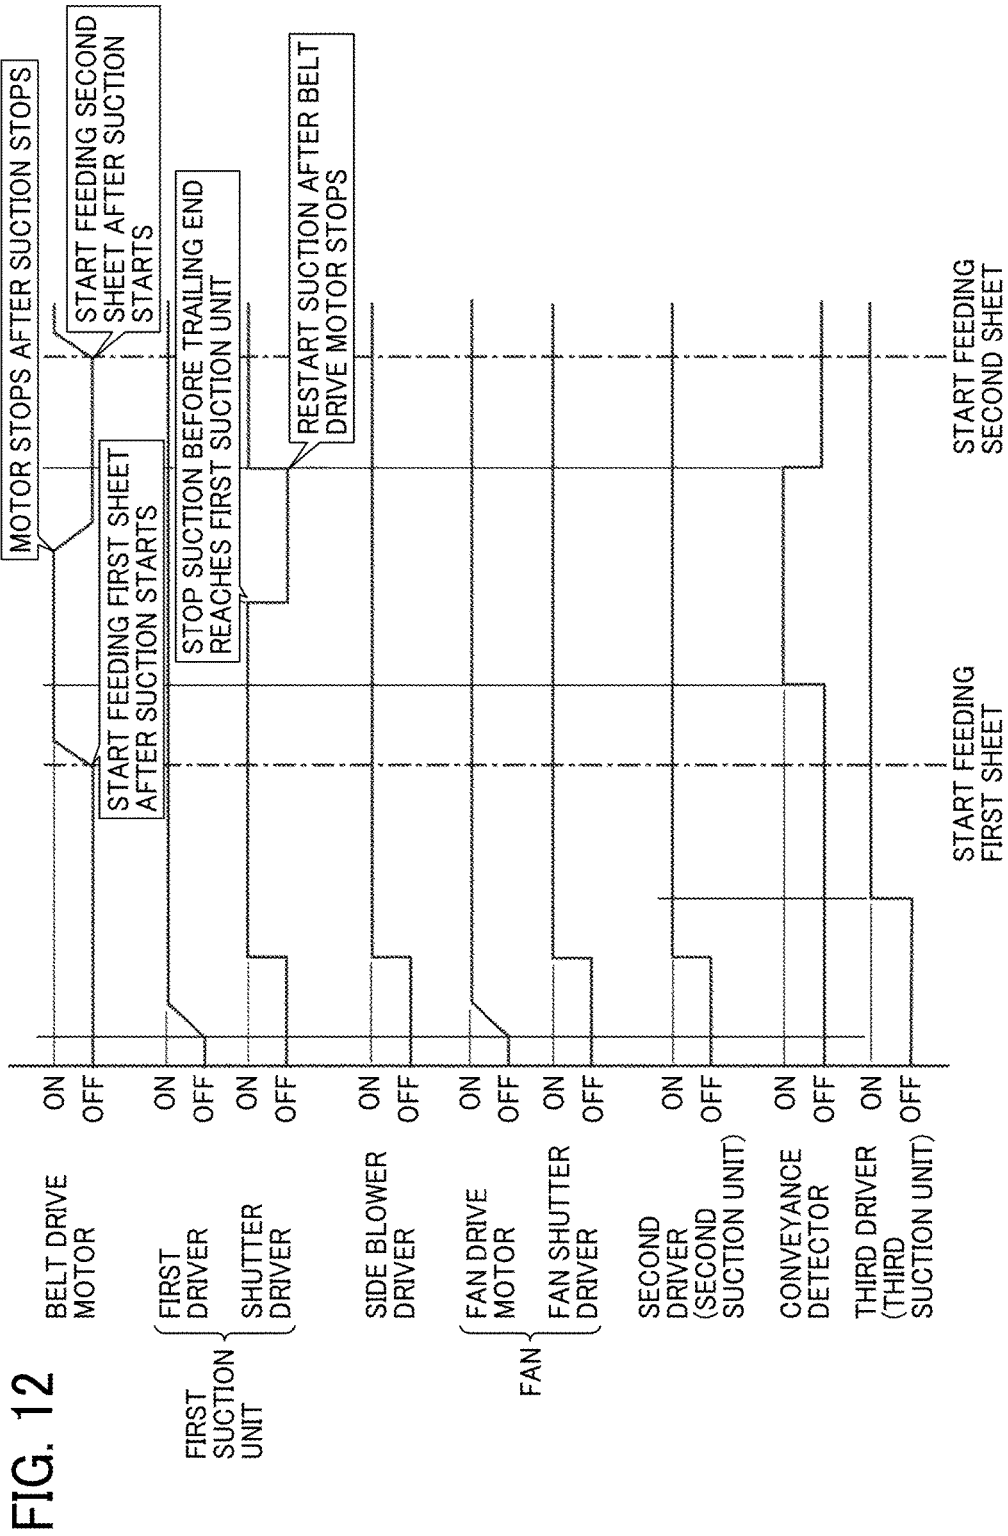 FIG. 12
MOTOR STOPS AFTER SUCTION STOPS
START FEEDING SECOND
SHEET AFTER SUCTION
STARTS
START FEEDING FIRST SHEET
AFTER SUCTION STARTS
STOP SUCTION BEFORE TRAILING END
REACHES FIRST SUCTION UNIT
RESTART SUCTION AFTER BELT
DRIVE MOTOR STOPS
BELT DRIVE
MOTOR
ON
OFF
FIRST
SUCTION
UNIT
FIRST
DRIVER
ON
OFF
SHUTTER
DRIVER
ON
OFF
SIDE BLOWER
DRIVER
ON
OFF
FAN
FAN DRIVE
MOTOR
ON
OFF
FAN SHUTTER
DRIVER
ON
OFF
SECOND
DRIVER
(SECOND
SUCTION UNIT)
ON
OFF
CONVEYANCE
DETECTOR
ON
OFF
THIRD DRIVER
(THIRD
SUCTION UNIT)
ON
OFF
START FEEDING
FIRST SHEET
START FEEDING
SECOND SHEET